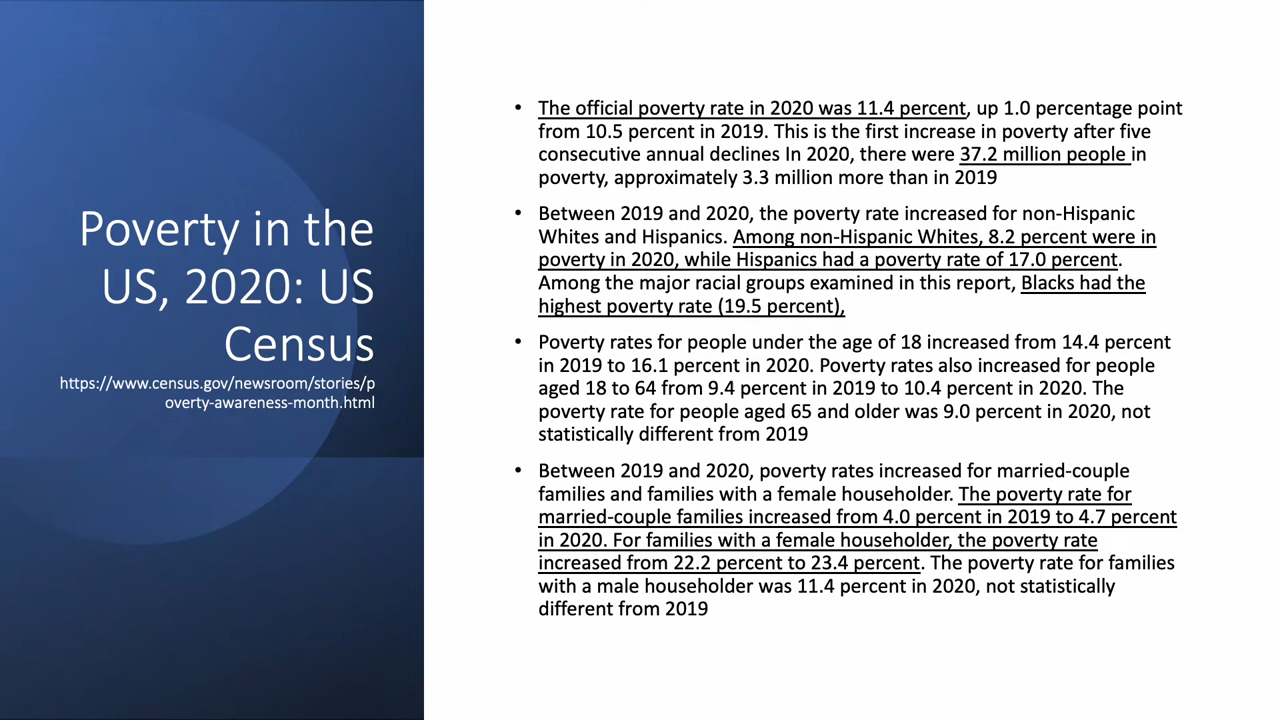 Poverty in the
US, 2020: US
Census
https://www.census.gov/newsroom/stories/p
overty-awareness-month.html
• The official poverty rate in 2020 was 11.4 percent, up 1.0 percentage point
from 10.5 percent in 2019. This is the first increase in poverty after five
consecutive annual declines In 2020, there were 37.2 million people in
poverty, approximately 3.3 million more than in 2019
• Between 2019 and 2020, the poverty rate increased for non-Hispanic
Whites and Hispanics. Among non-Hispanic Whites, 8.2 percent were in
poverty in 2020, while Hispanics had a poverty rate of 17.0 percent.
Among the major racial groups examined in this report, Blacks had the
highest poverty rate (19.5 percent),
• Poverty rates for people under the age of 18 increased from 14.4 percent
in 2019 to 16.1 percent in 2020. Poverty rates also increased for people
aged 18 to 64 from 9.4 percent in 2019 to 10.4 percent in 2020. The
poverty rate for people aged 65 and older was 9.0 percent in 2020, not
statistically different from 2019
• Between 2019 and 2020, poverty rates increased for married-couple
families and families with a female householder. The poverty rate for
married-couple families increased from 4.0 percent in 2019 to 4.7 percent
in 2020. For families with a female householder, the poverty rate
increased from 22.2 percent to 23.4 percent. The poverty rate for families
with a male householder was 11.4 percent in 2020, not statistically
different from 2019